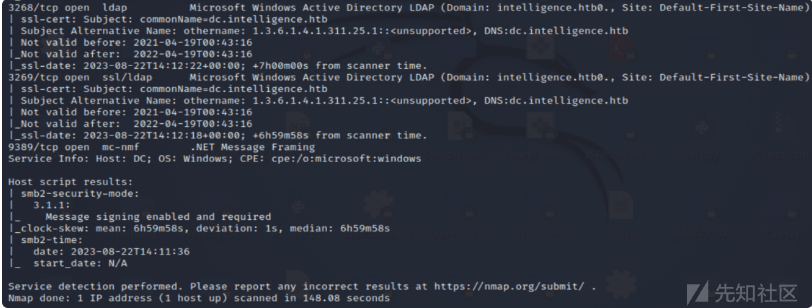 3268/tcp open  ldap          Microsoft Windows Active Directory LDAP (Domain: intelligence.htb0., Site: Default-First-Site-Name)
| ssl-cert: Subject: commonName=dc.intelligence.htb
| Subject Alternative Name: othername: 1.3.6.1.4.1.311.25.1::<unsupported>, DNS:dc.intelligence.htb
| Not valid before: 2021-04-19T00:43:16
|_Not valid after:  2022-04-19T00:43:16
|_ssl-date: 2023-08-22T14:12:22+00:00; +7h00m00s from scanner time.
3269/tcp open  ssl/ldap      Microsoft Windows Active Directory LDAP (Domain: intelligence.htb0., Site: Default-First-Site-Name)
| ssl-cert: Subject: commonName=dc.intelligence.htb
| Subject Alternative Name: othername: 1.3.6.1.4.1.311.25.1::<unsupported>, DNS:dc.intelligence.htb
| Not valid before: 2021-04-19T00:43:16
|_Not valid after:  2022-04-19T00:43:16
|_ssl-date: 2023-08-22T14:12:18+00:00; +6h59m58s from scanner time.
9389/tcp open  mc-nmf        .NET Message Framing
Service Info: Host: DC; OS: Windows; CPE: cpe:/o:microsoft:windows

Host script results:
| smb2-security-mode:
|   3.1.1:
|_    Message signing enabled and required
|_clock-skew: mean: 6h59m58s, deviation: 1s, median: 6h59m58s
| smb2-time:
|   date: 2023-08-22T14:11:36
|_  start_date: N/A

Service detection performed. Please report any incorrect results at https://nmap.org/submit/ .
Nmap done: 1 IP address (1 host up) scanned in 148.08 seconds
先知社区